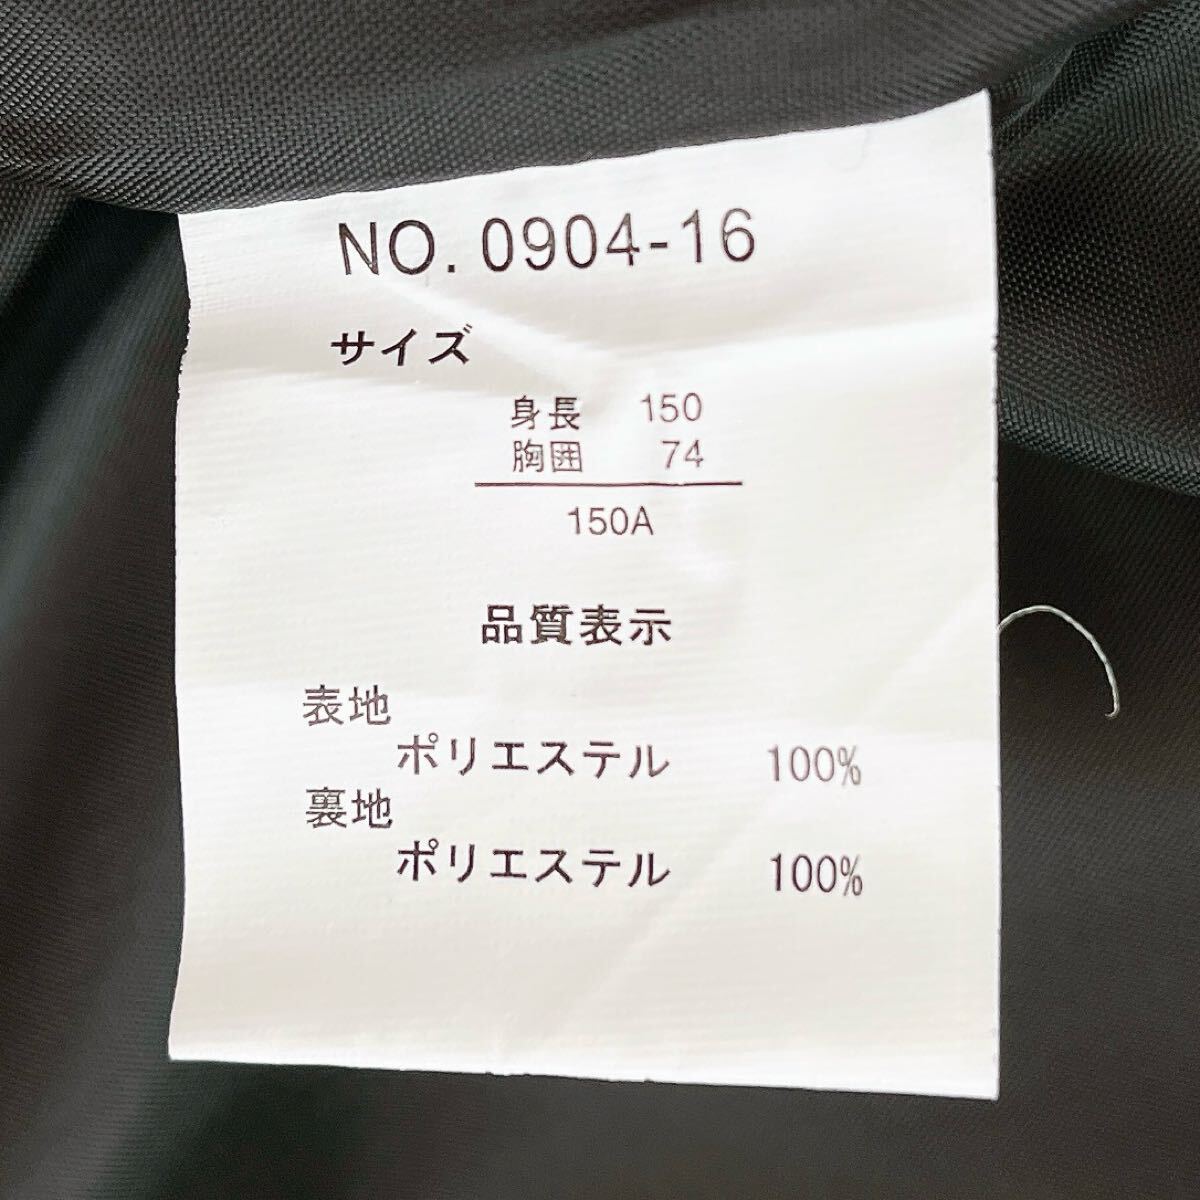 NO. 0904-16
サイズ
身長 150
胸囲 74
150A
品質表示
表地
ポリエステル 100%
裏地
ポリエステル 100%